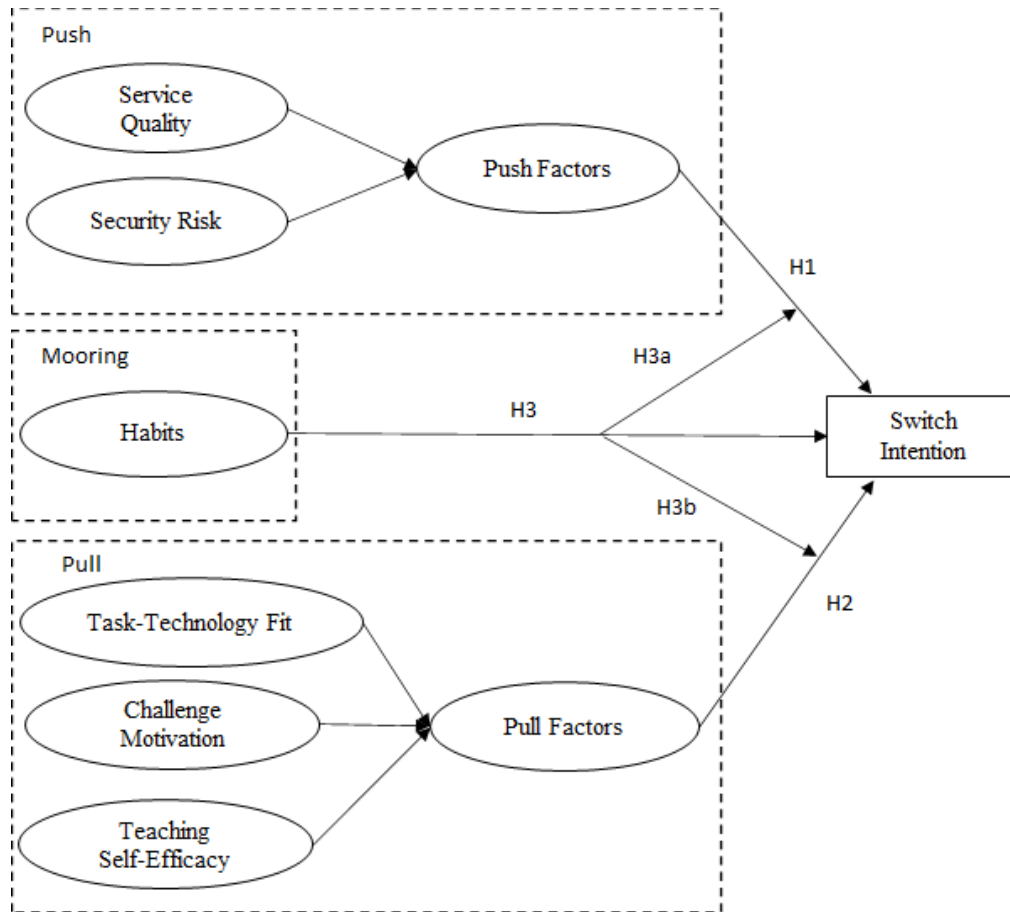 Push
Service
Quality
Push Factors
Security Risk
H1
Mooring
H3a
Habits
H3
Switch
Intention
H3b
Pull
Task-Technology Fit
H2
Challenge
Motivation
Pull Factors
Teaching
Self-Efficacy